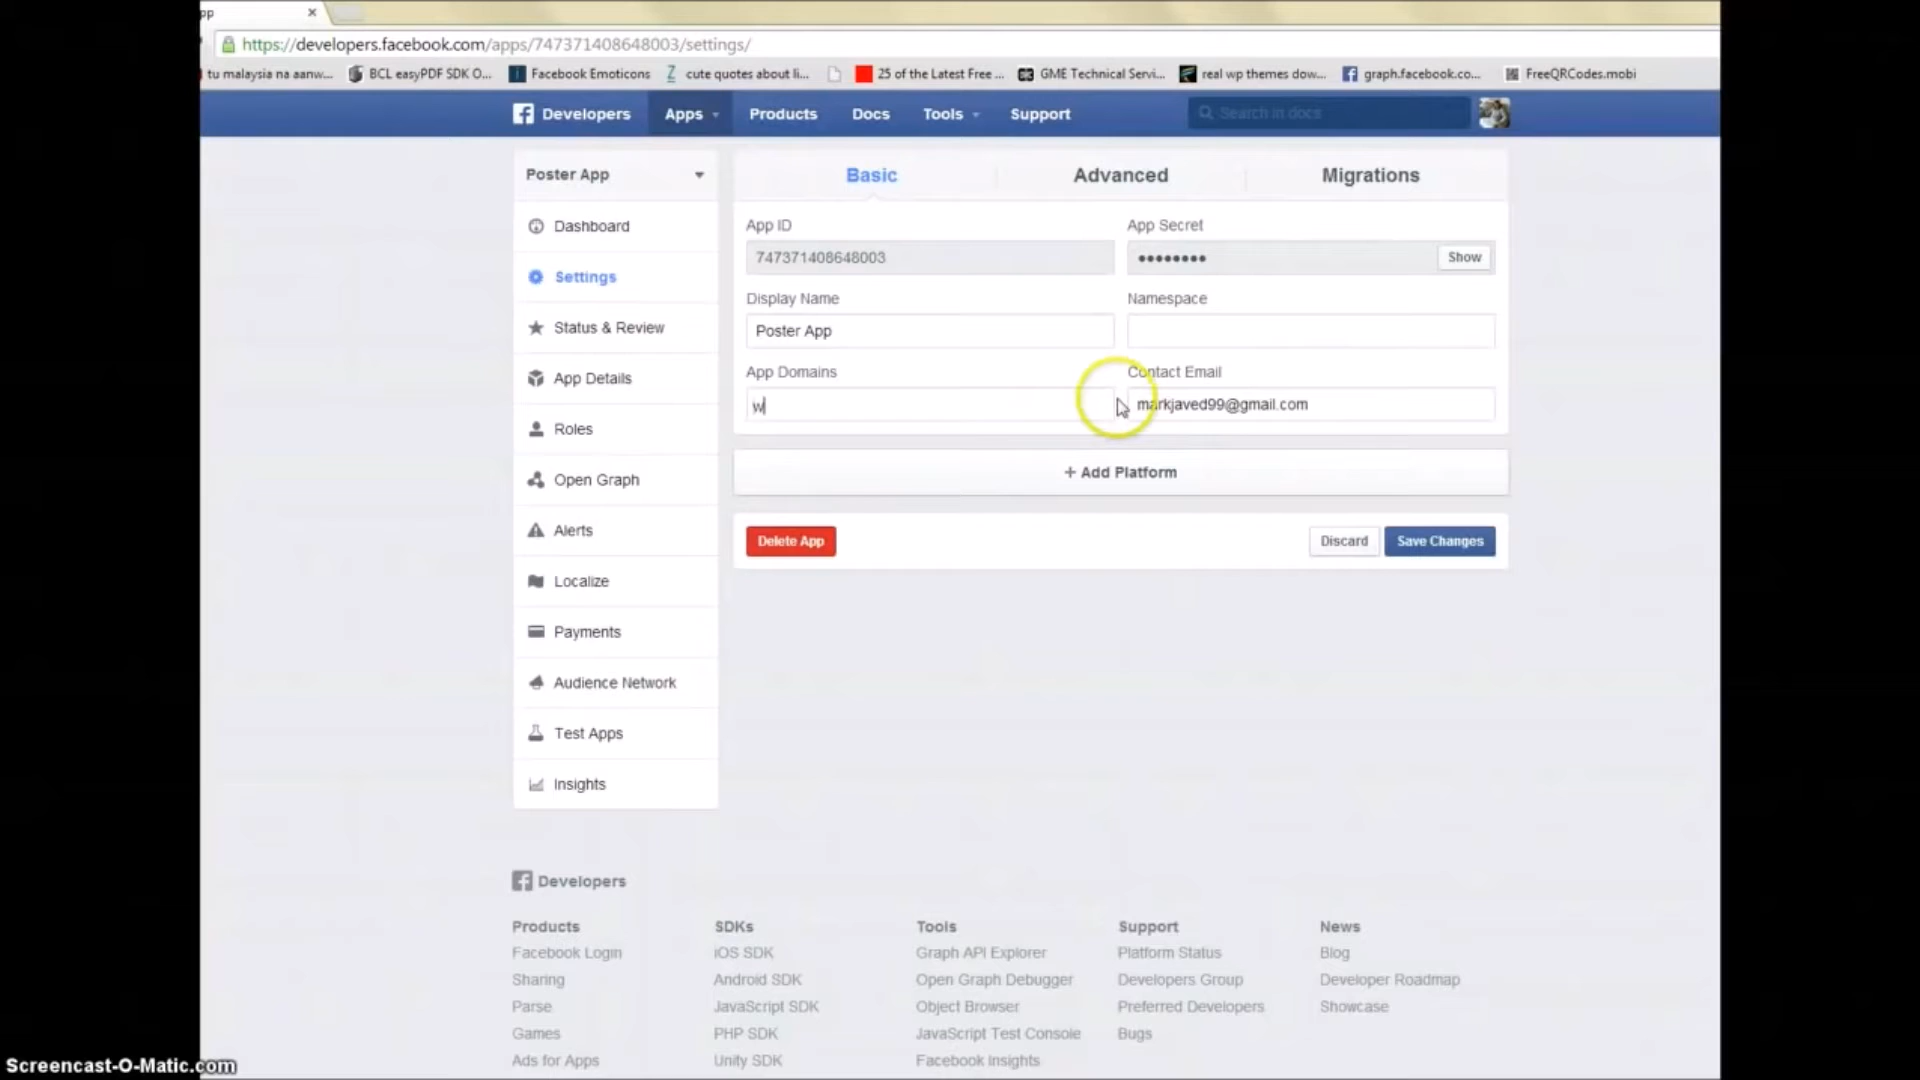 pp
https://developers.facebook.com/apps/747371408648003/settings/
tu malaysia na aanw... BCL easyPDF SDK O... Facebook Emoticons cute quotes about li... 25 of the Latest Free ... GME Technical Servi... real wp themes dow... graph.facebook.co... FreeQRCodes.mobi
Developers Apps Products Docs Tools Support Search in docs
Poster App
Basic Advanced Migrations
Dashboard
Settings
Status & Review
App Details
Roles
Open Graph
Alerts
Localize
Payments
Audience Network
Test Apps
Insights
App ID App Secret
747371408648003 •••••••• Show
Display Name Namespace
Poster App
App Domains Contact Email
w markjaved99@gmail.com
+ Add Platform
Delete App Discard Save Changes
Developers
Products SDKs Tools Support News
Facebook Login iOS SDK Graph API Explorer Platform Status Blog
Sharing Android SDK Open Graph Debugger Developers Group Developer Roadmap
Parse JavaScript SDK Object Browser Preferred Developers Showcase
Games PHP SDK JavaScript Test Console Bugs
Ads for Apps Unity SDK Facebook Insights
Screencast-O-Matic.com